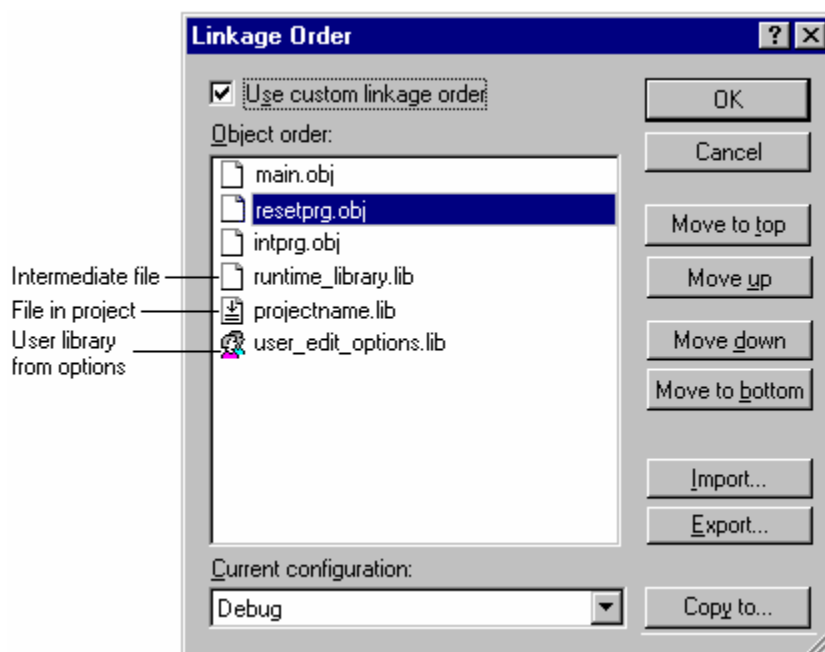 Linkage Order
Use custom linkage order
OK
Object order:
Cancel
main.obj
resetprg.obj
Move to top
intprg.obj
Intermediate file
runtime_library.lib
Move up
File in project
projectname.lib
User library
from options
user_edit_options.lib
Move down
Move to bottom
Import...
Export...
Current configuration:
Debug
Copy to...